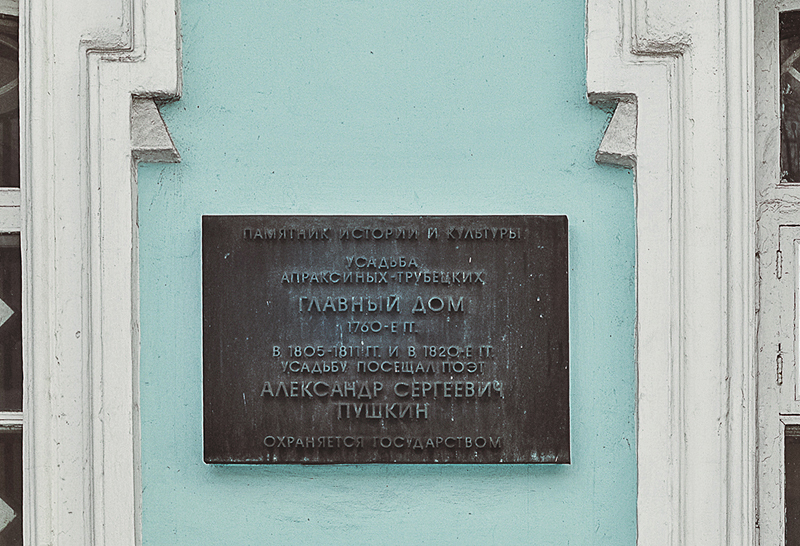 ПАМЯТНИК ИСТОРИИ И КУЛЬТУРЫ
УСАДЬБА
АПРАКСИНЫХ-ТРУБЕЦКИХ
ГЛАВНЫЙ ДОМ
1760-Е ГГ.
В 1805-1811 ГГ. И В 1820-Е ГГ.
УСАДЬБУ ПОСЕЩАЛ ПОЭТ
АЛЕКСАНДР СЕРГЕЕВИЧ
ПУШКИН
ОХРАНЯЕТСЯ ГОСУДАРСТВОМ